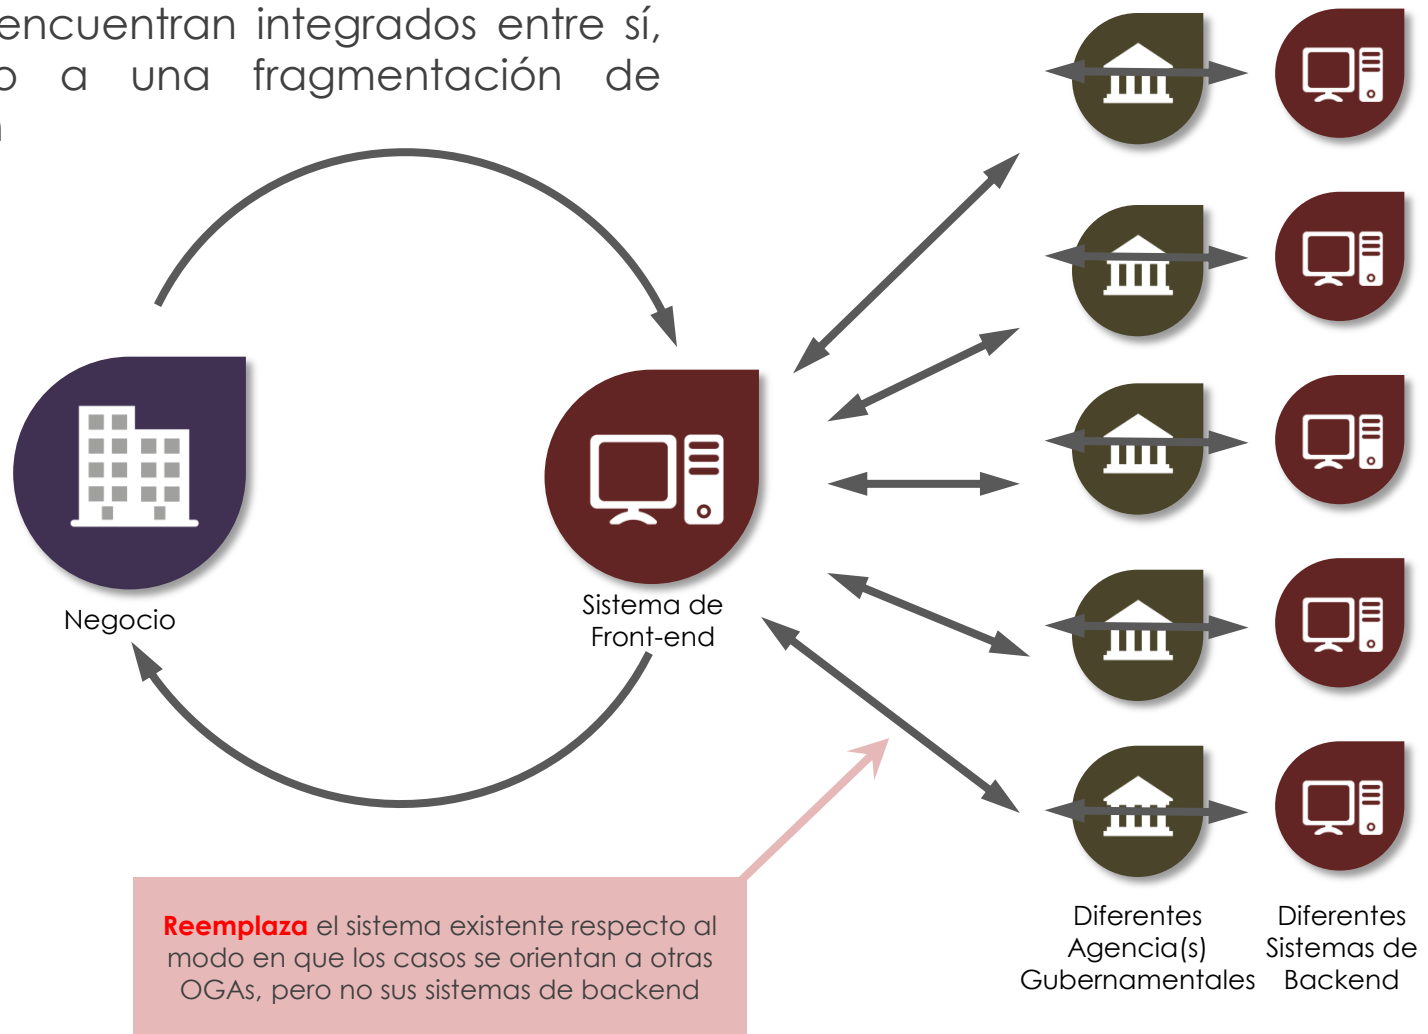 encuentran integrados entre sí,
a una fragmentación de
Negocio
Sistema de
Front-end
Reemplaza el sistema existente respecto al
modo en que los casos se orientan a otras
OGAs, pero no sus sistemas de backend
Diferentes
Agencia(s)
Gubernamentales
Diferentes
Sistemas de
Backend